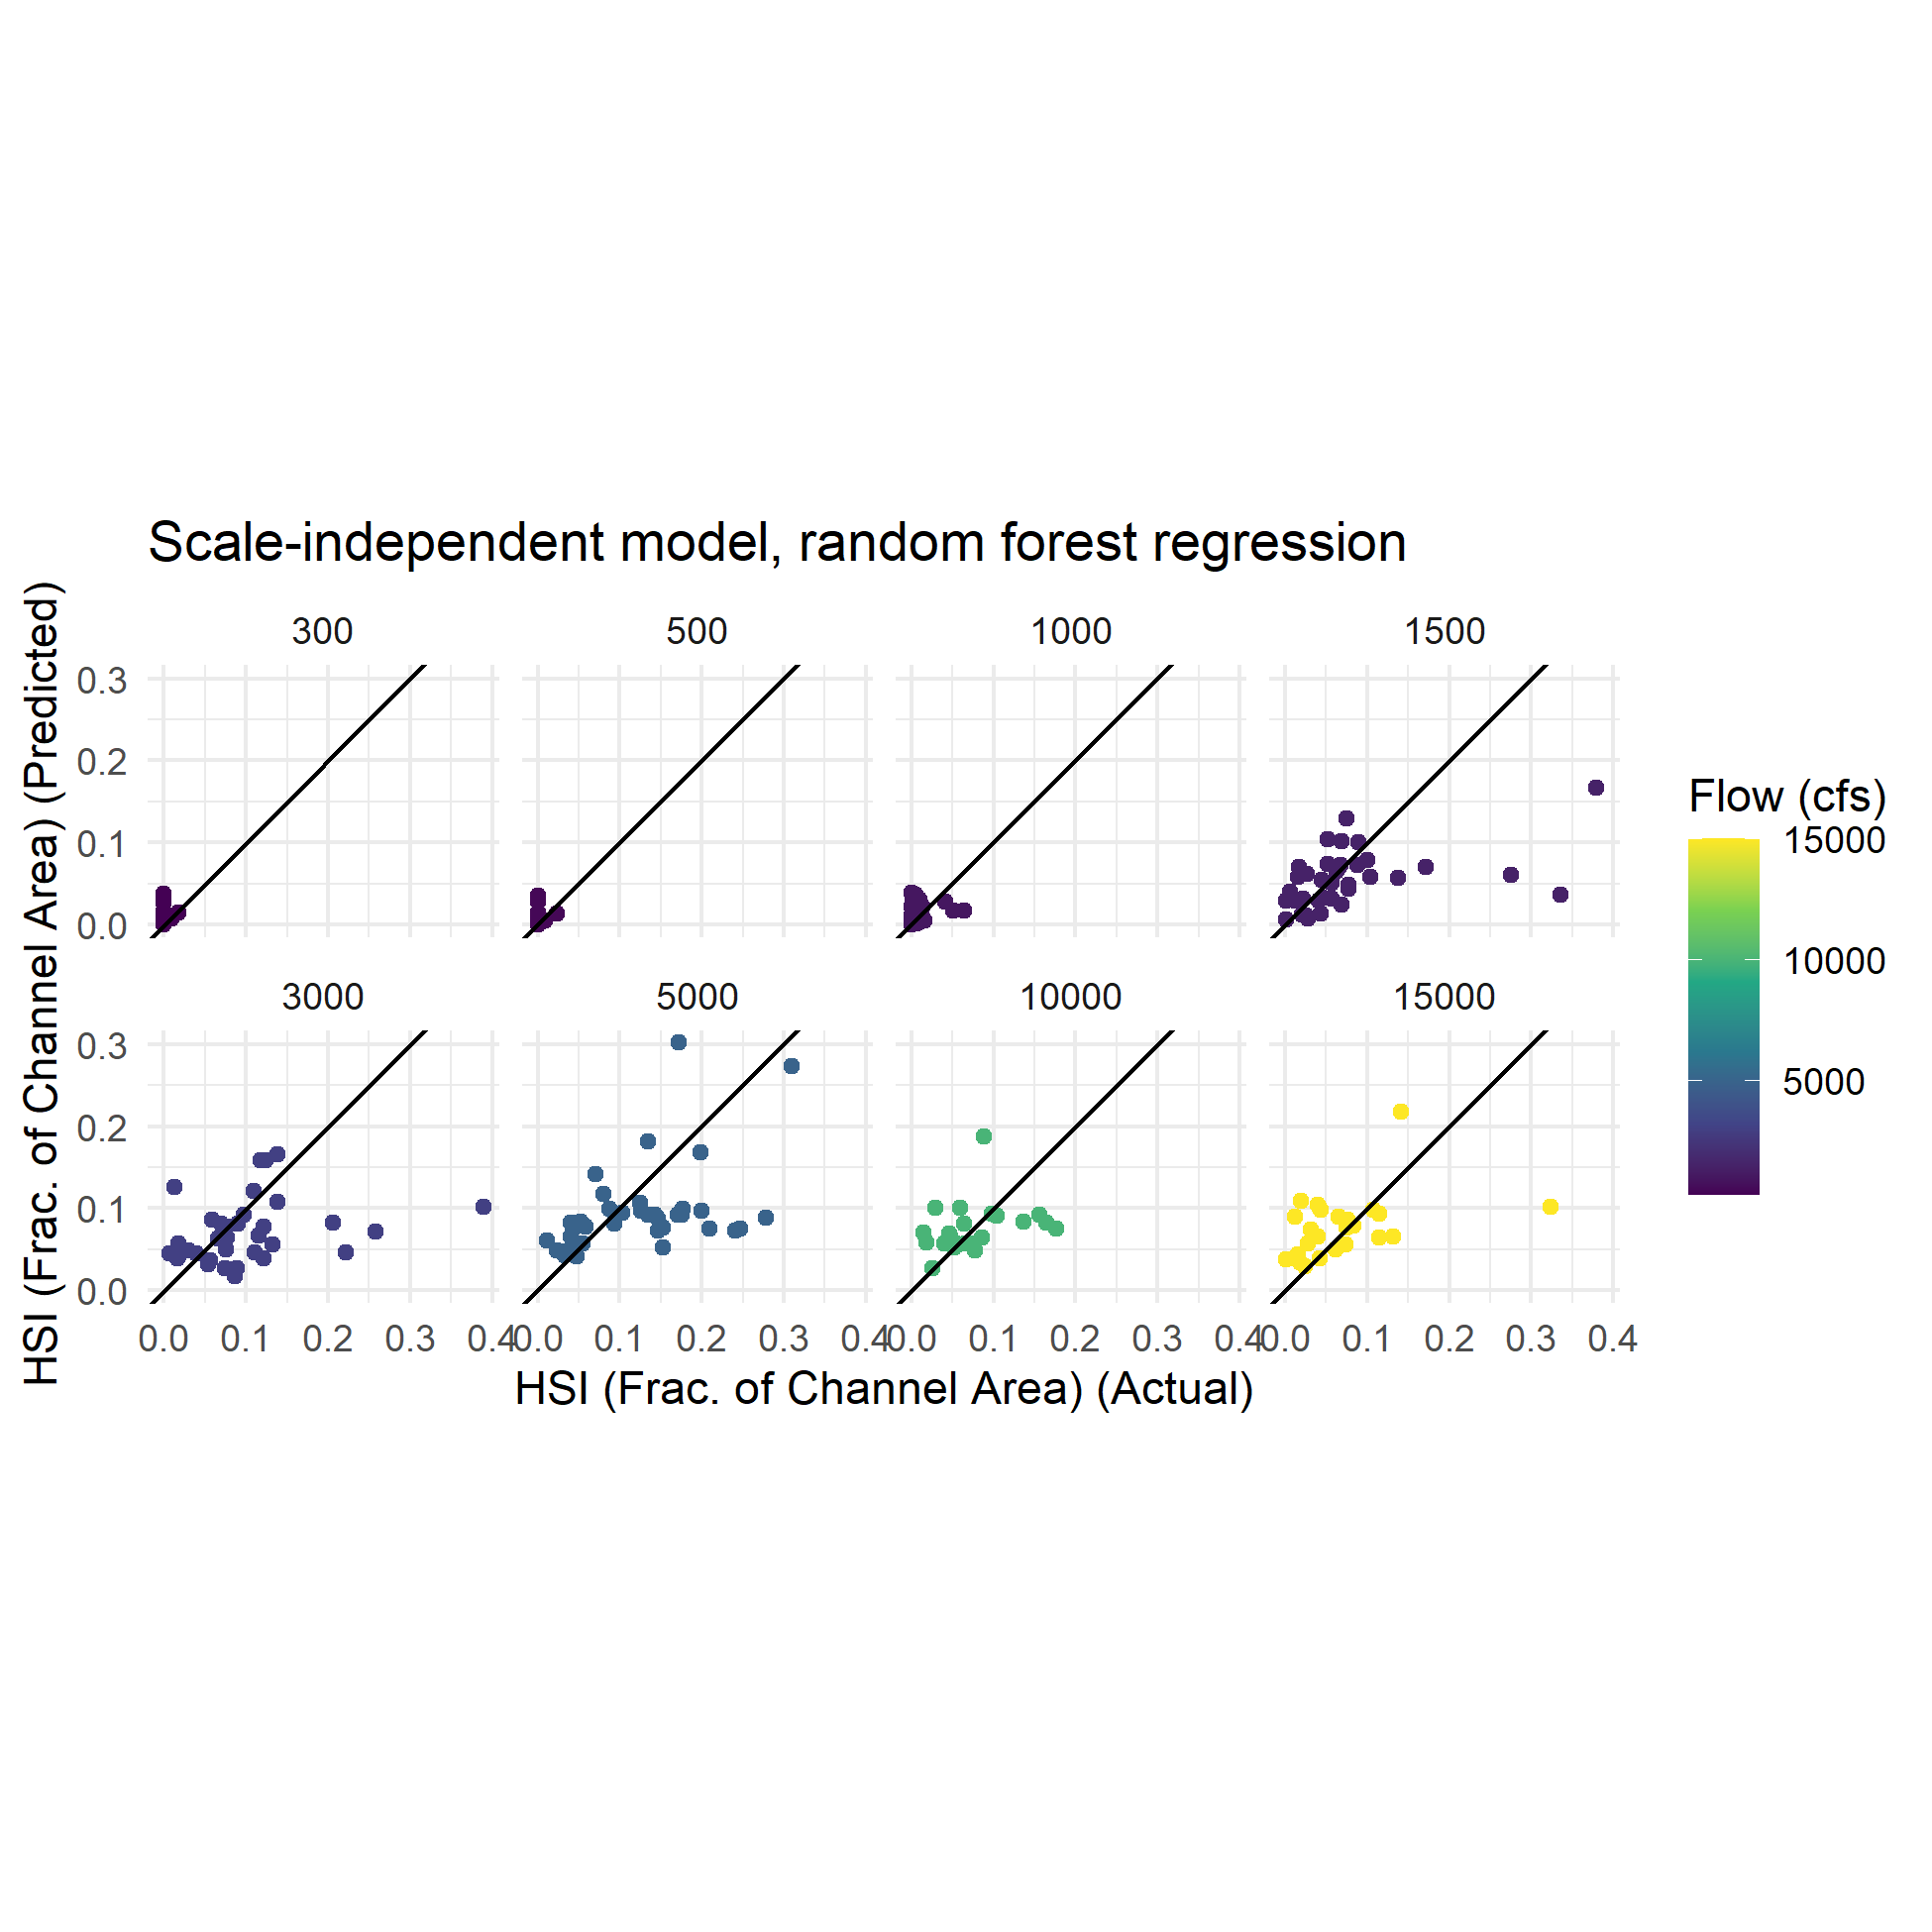 Scale-independent model, random forest regression
HSI (Frac. of Channel Area) (Predicted)
300 500 1000 1500
0.3
0.2
0.1
0.0
3000 5000 10000 15000
0.3
0.2
0.1
0.0
0.0 0.1 0.2 0.3 0.4 0.0 0.1 0.2 0.3 0.4 0.0 0.1 0.2 0.3 0.4 0.0 0.1 0.2 0.3 0.4
HSI (Frac. of Channel Area) (Actual)
Flow (cfs)
15000
10000
5000